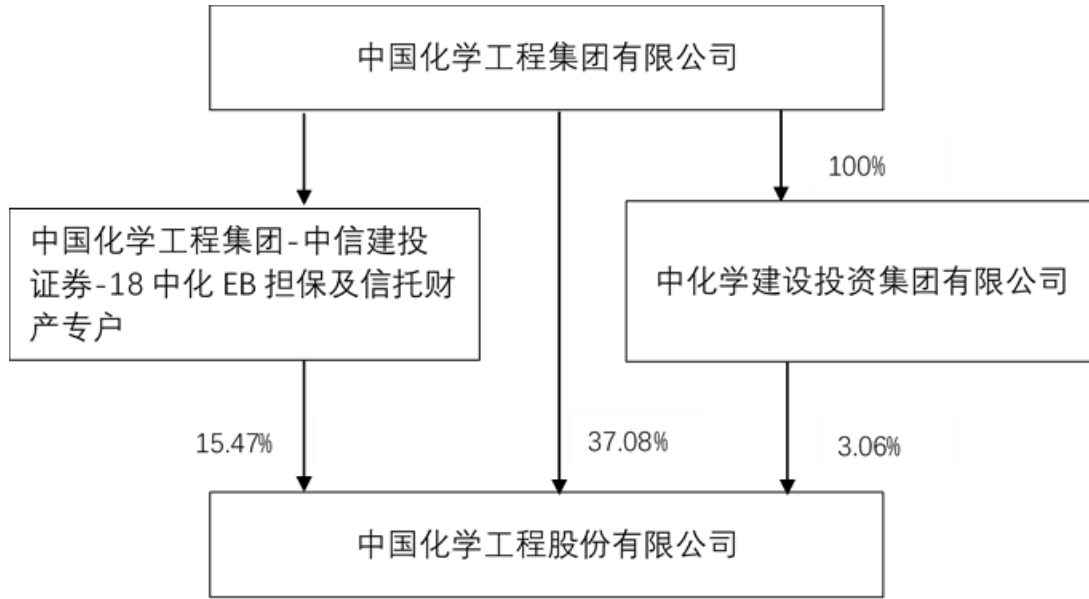 中国化学工程集团有限公司
100%
中国化学工程集团-中信建投
证券-18 中化 EB 担保及信托财
产专户
中化学建设投资集团有限公司
15.47%
37.08%
3.06%
中国化学工程股份有限公司